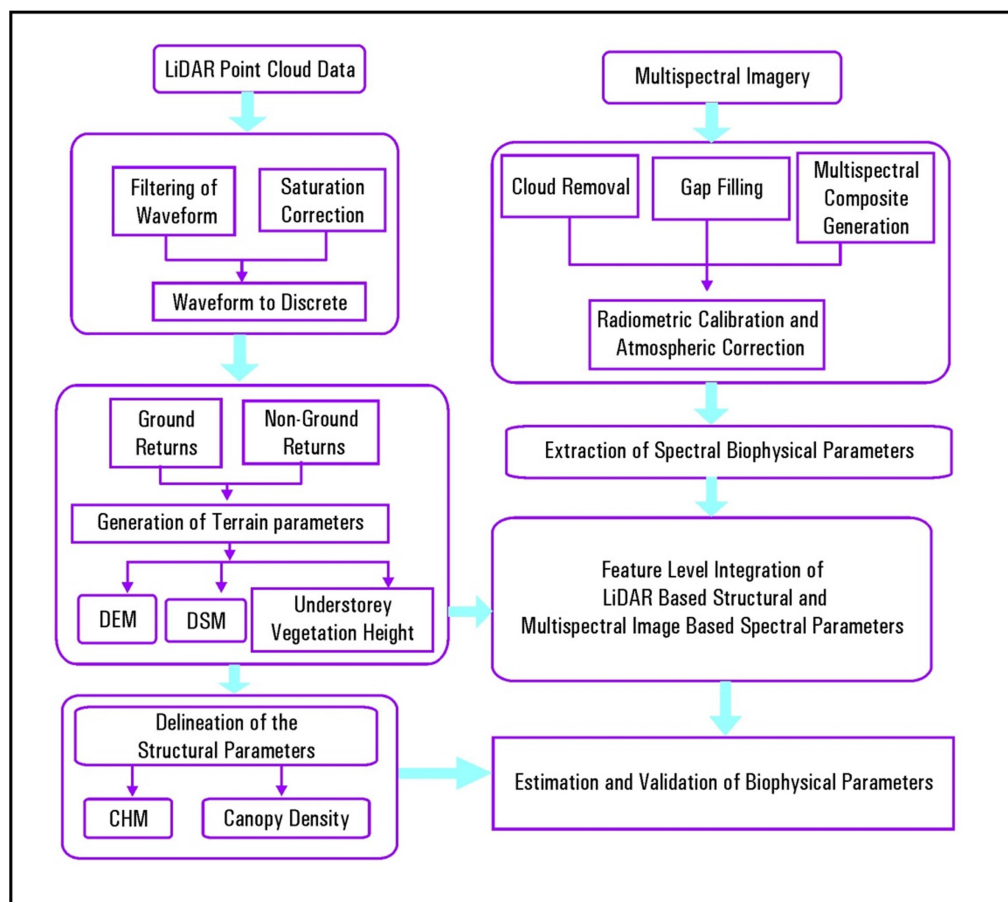 LiDAR Point Cloud Data
Filtering of
Waveform
Saturation
Correction
Waveform to Discrete
Ground
Returns
Non-Ground
Returns
Generation of Terrain parameters
DEM
DSM
Understorey
Vegetation Height
Delineation of the
Structural Parameters
CHM
Canopy Density
Multispectral Imagery
Cloud Removal
Gap Filling
Multispectral
Composite
Generation
Radiometric Calibration and
Atmospheric Correction
Extraction of Spectral Biophysical Parameters
Feature Level Integration of
LiDAR Based Structural and
Multispectral Image Based Spectral Parameters
Estimation and Validation of Biophysical Parameters